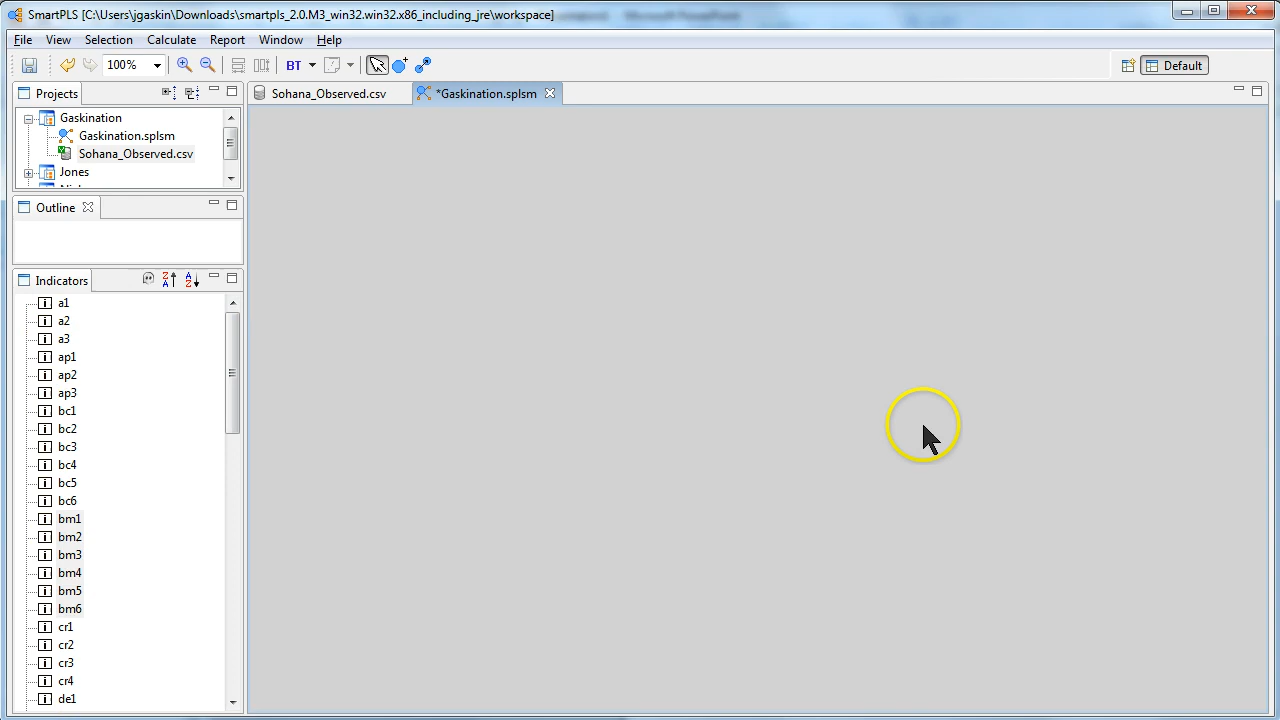 SmartPLS [C:\Users\jgaskin\Downloads\smartpls_2.0.M3_win32.win32.x86_including_jre\workspace]
File View Selection Calculate Report Window Help
100% BT Default
Projects
Gaskination
Gaskination.splsm
Sohana_Observed.csv
Jones
Sohana_Observed.csv *Gaskination.splsm
Outline
Indicators
a1
a2
a3
ap1
ap2
ap3
bc1
bc2
bc3
bc4
bc5
bc6
bm1
bm2
bm3
bm4
bm5
bm6
cr1
cr2
cr3
cr4
de1